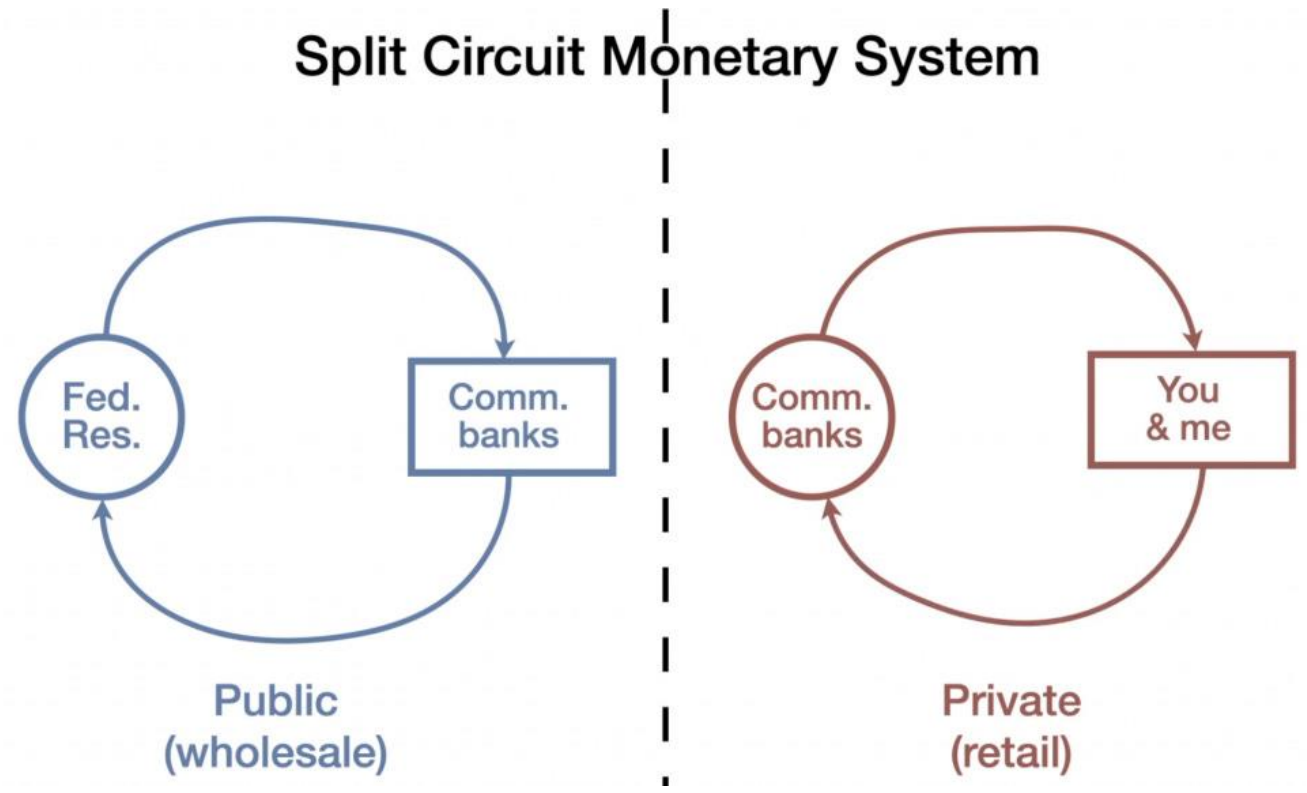 Split Circuit Monetary System
Fed.
Res.
Comm.
banks
Comm.
banks
You
& me
Public
(wholesale)
Private
(retail)